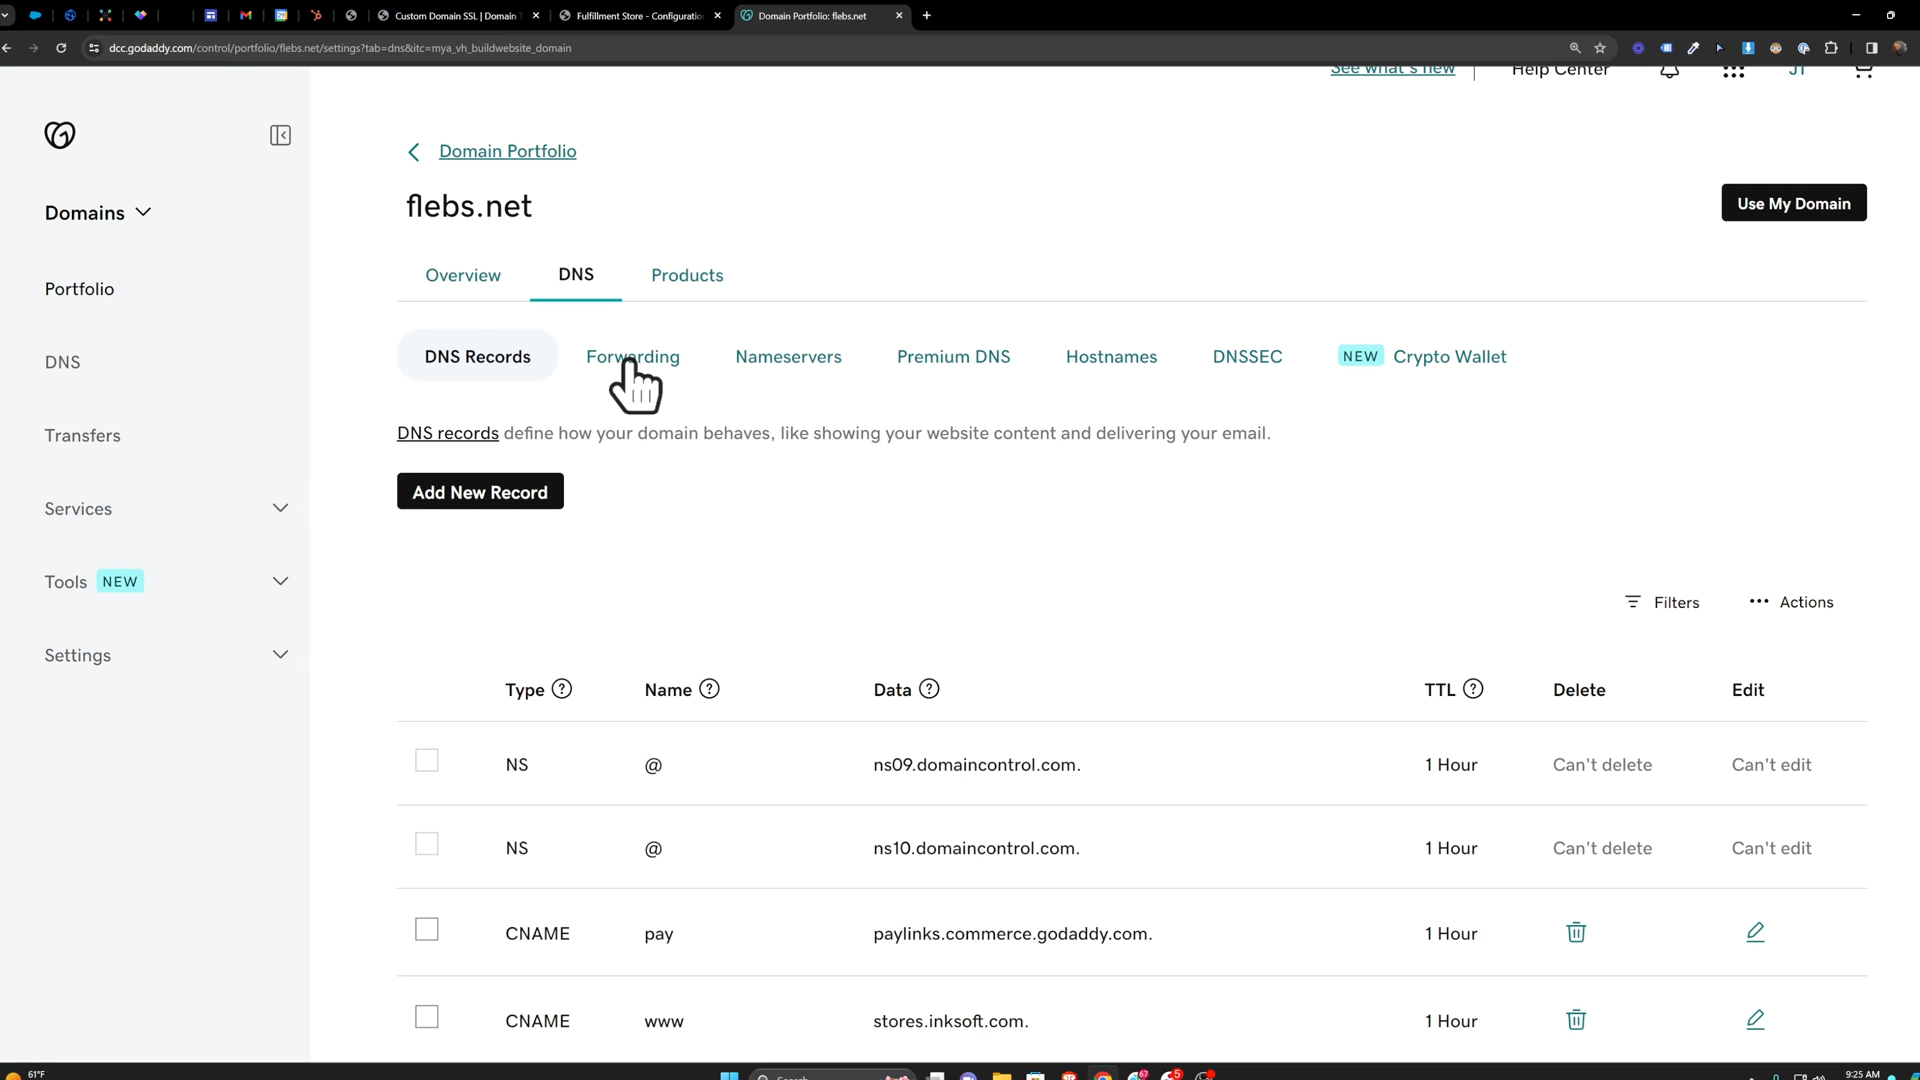 Custom Domain SSL | Domain T
Fulfillment Store - Configuratio
Domain Portfolio: flebs.net
dcc.godaddy.com/control/portfolio/flebs.net/settings?tab=dns&itc=mya_vh_buildwebsite_domain
See what's new
Help Center
JT
Domain Portfolio
flebs.net
Use My Domain
Domains
Overview
DNS
Products
Portfolio
DNS
Transfers
Services
Tools NEW
Settings
DNS Records
Forwarding
Nameservers
Premium DNS
Hostnames
DNSSEC
NEW Crypto Wallet
DNS records define how your domain behaves, like showing your website content and delivering your email.
Add New Record
Filters
Actions
Type Name Data TTL Delete Edit
NS @ ns09.domaincontrol.com. 1 Hour Can't delete Can't edit
NS @ ns10.domaincontrol.com. 1 Hour Can't delete Can't edit
CNAME pay paylinks.commerce.godaddy.com. 1 Hour
CNAME www stores.inksoft.com. 1 Hour
61°F
Search
67
5
9:25 AM